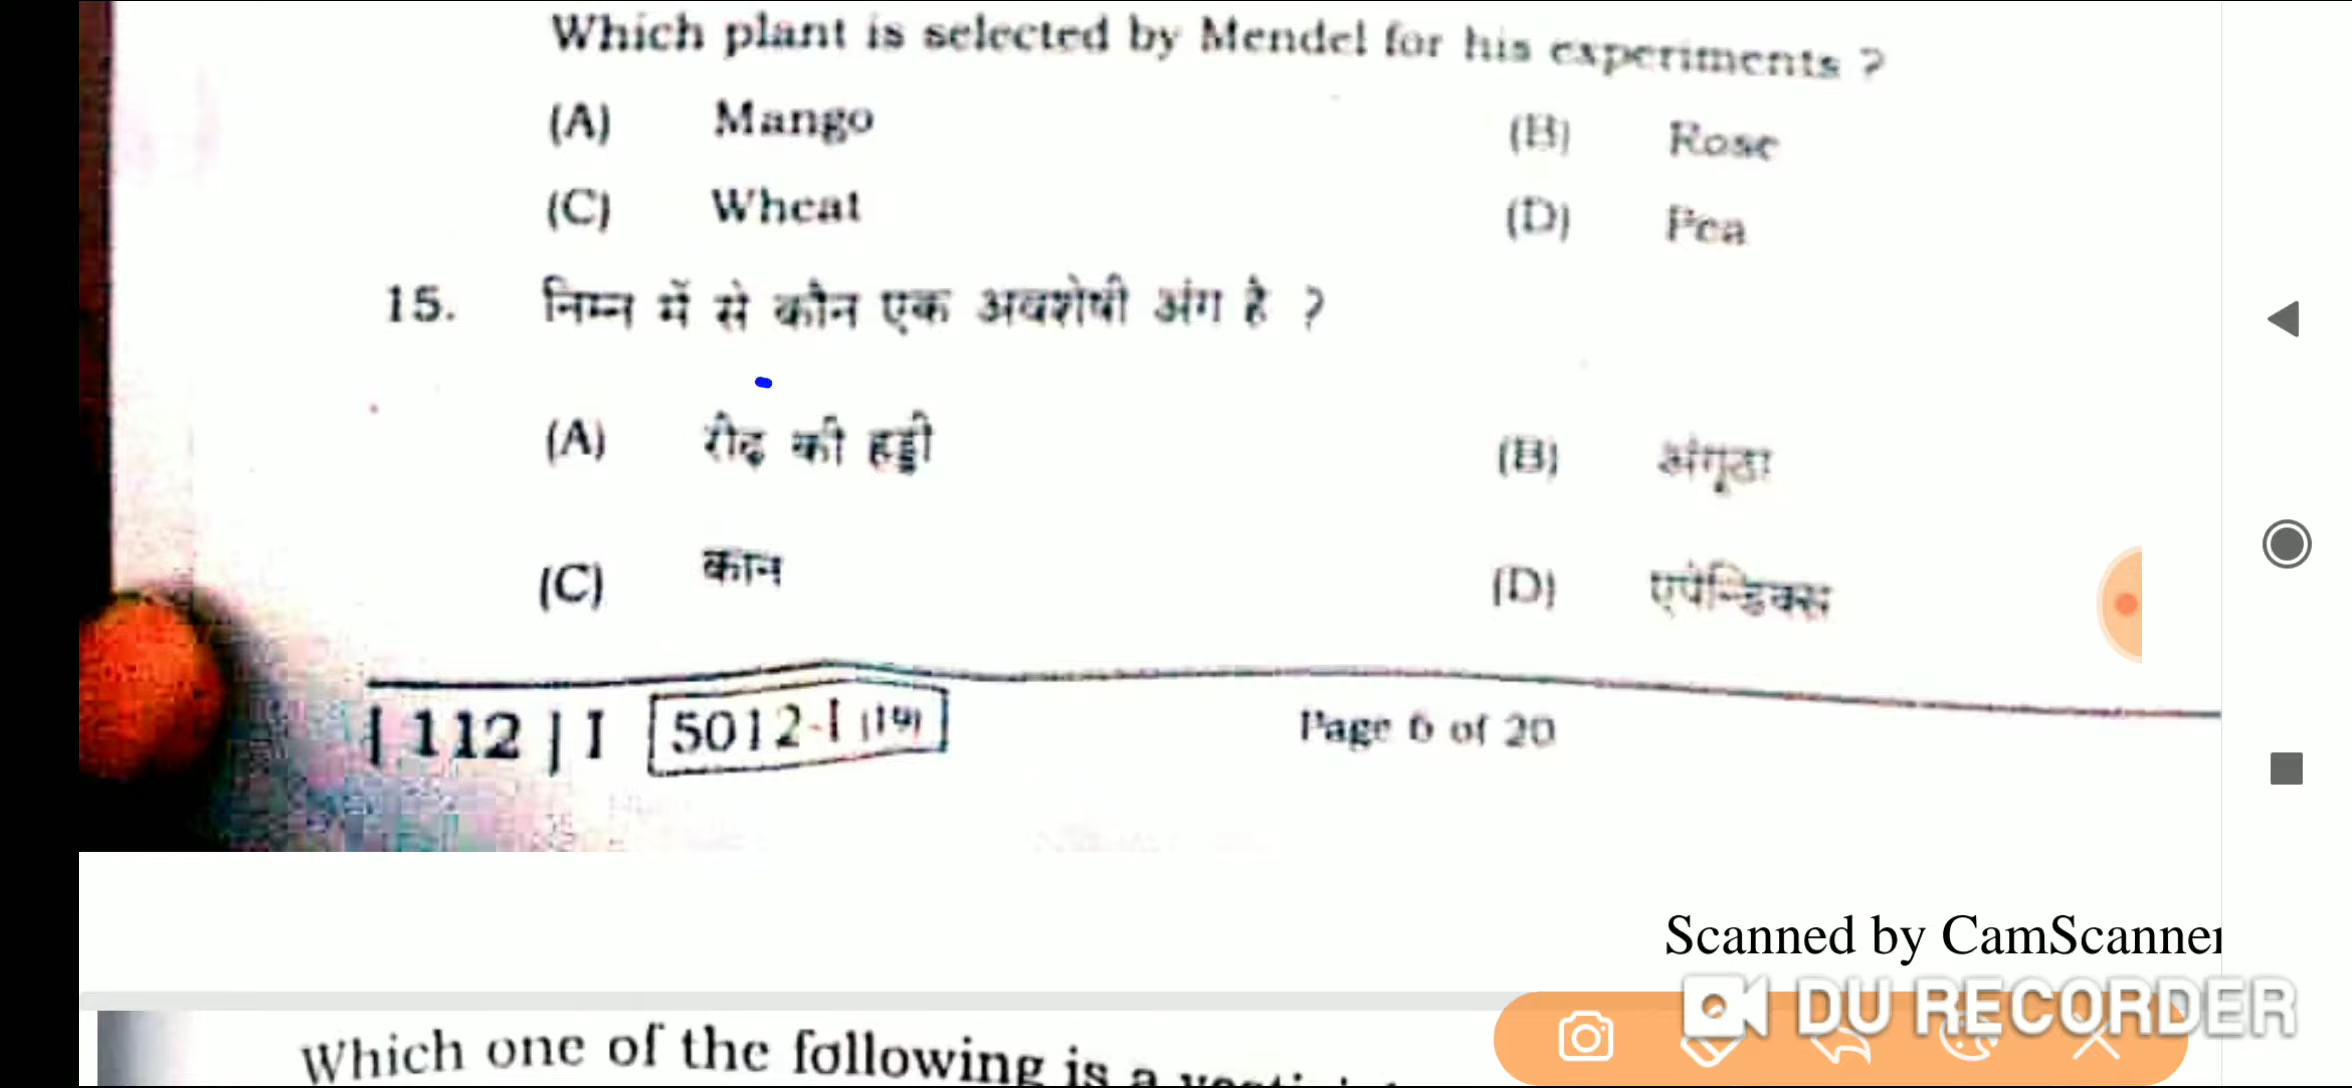 Which plant is selected by Mendel for his experiments ?
(A) Mango (B) Rose
(C) Wheat (D) Pea
15. निम्न में से कौन एक अवशेषी अंग है ?
(A) रीढ़ की हड्डी (B) अंगूठा
(C) कान (D) एपेन्डिक्स
| 112 | I 5012-I (19) Page 6 of 20
Scanned by CamScanner
DU RECORDER
Which one of the following is a